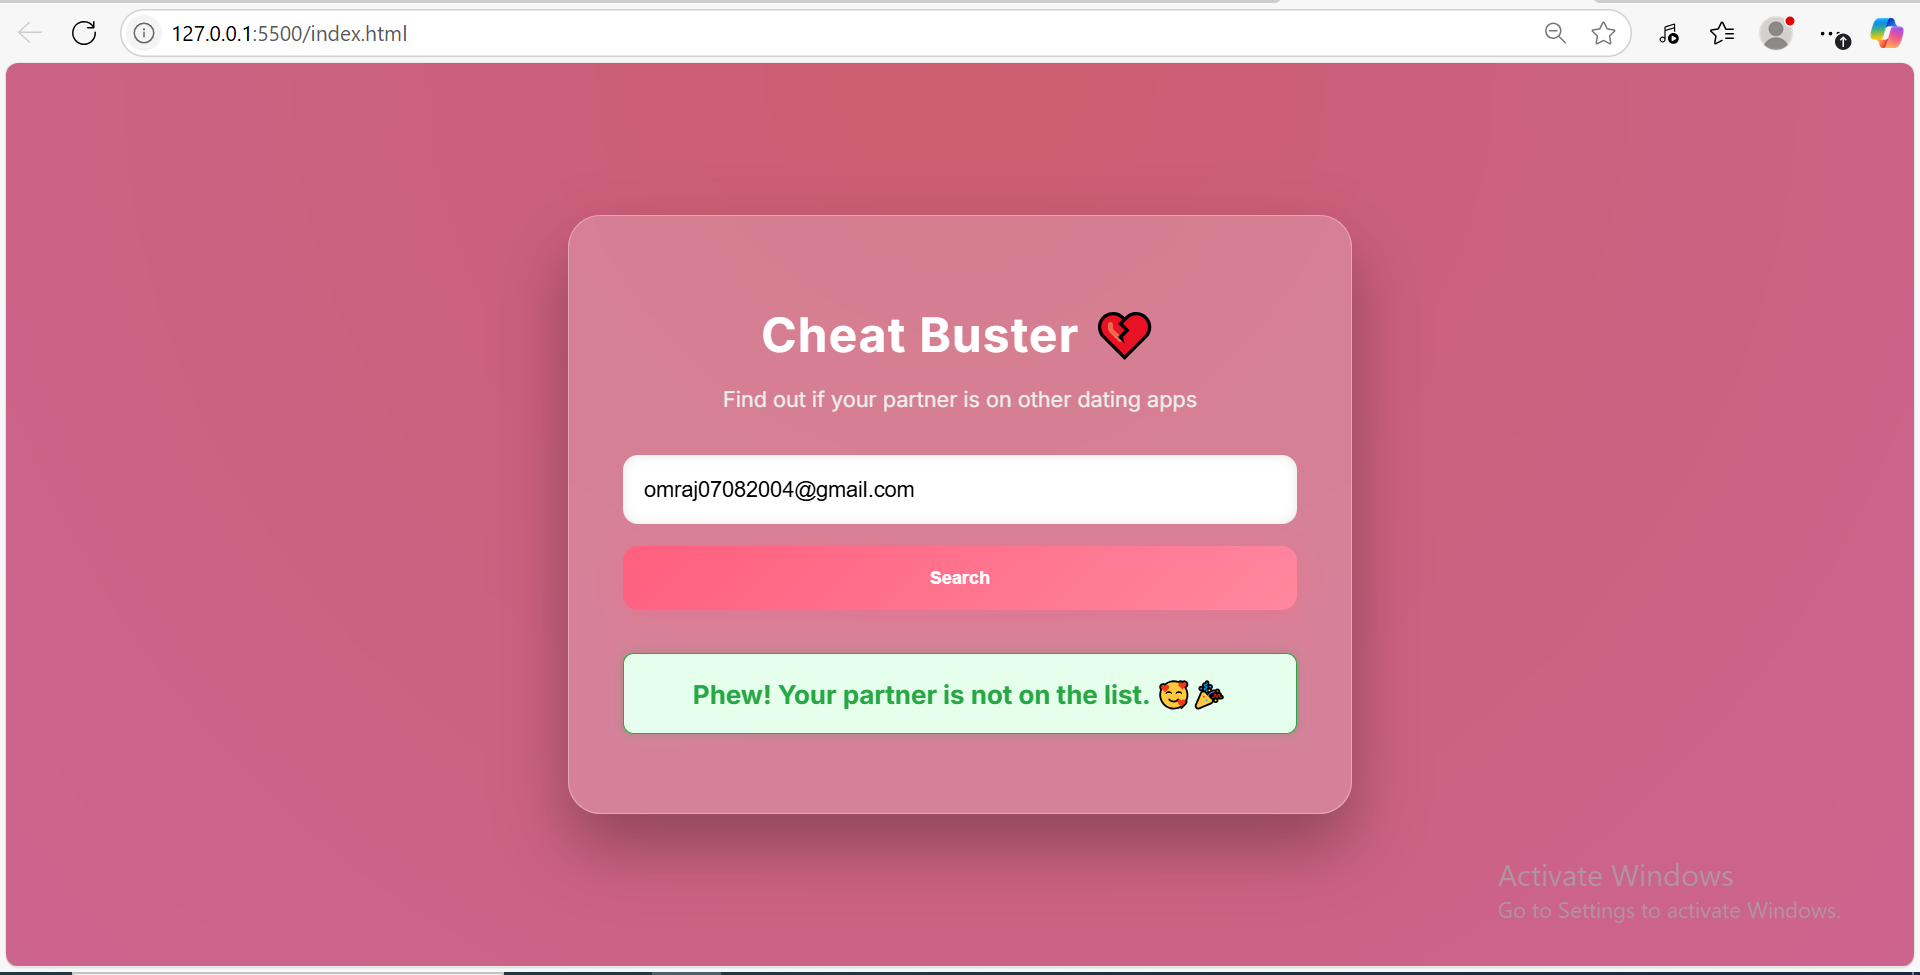 127.0.0.1:5500/index.html
Cheat Buster 💔
Find out if your partner is on other dating apps
omraj07082004@gmail.com
Search
Phew! Your partner is not on the list. 🥰🎉
Activate Windows
Go to Settings to activate Windows.